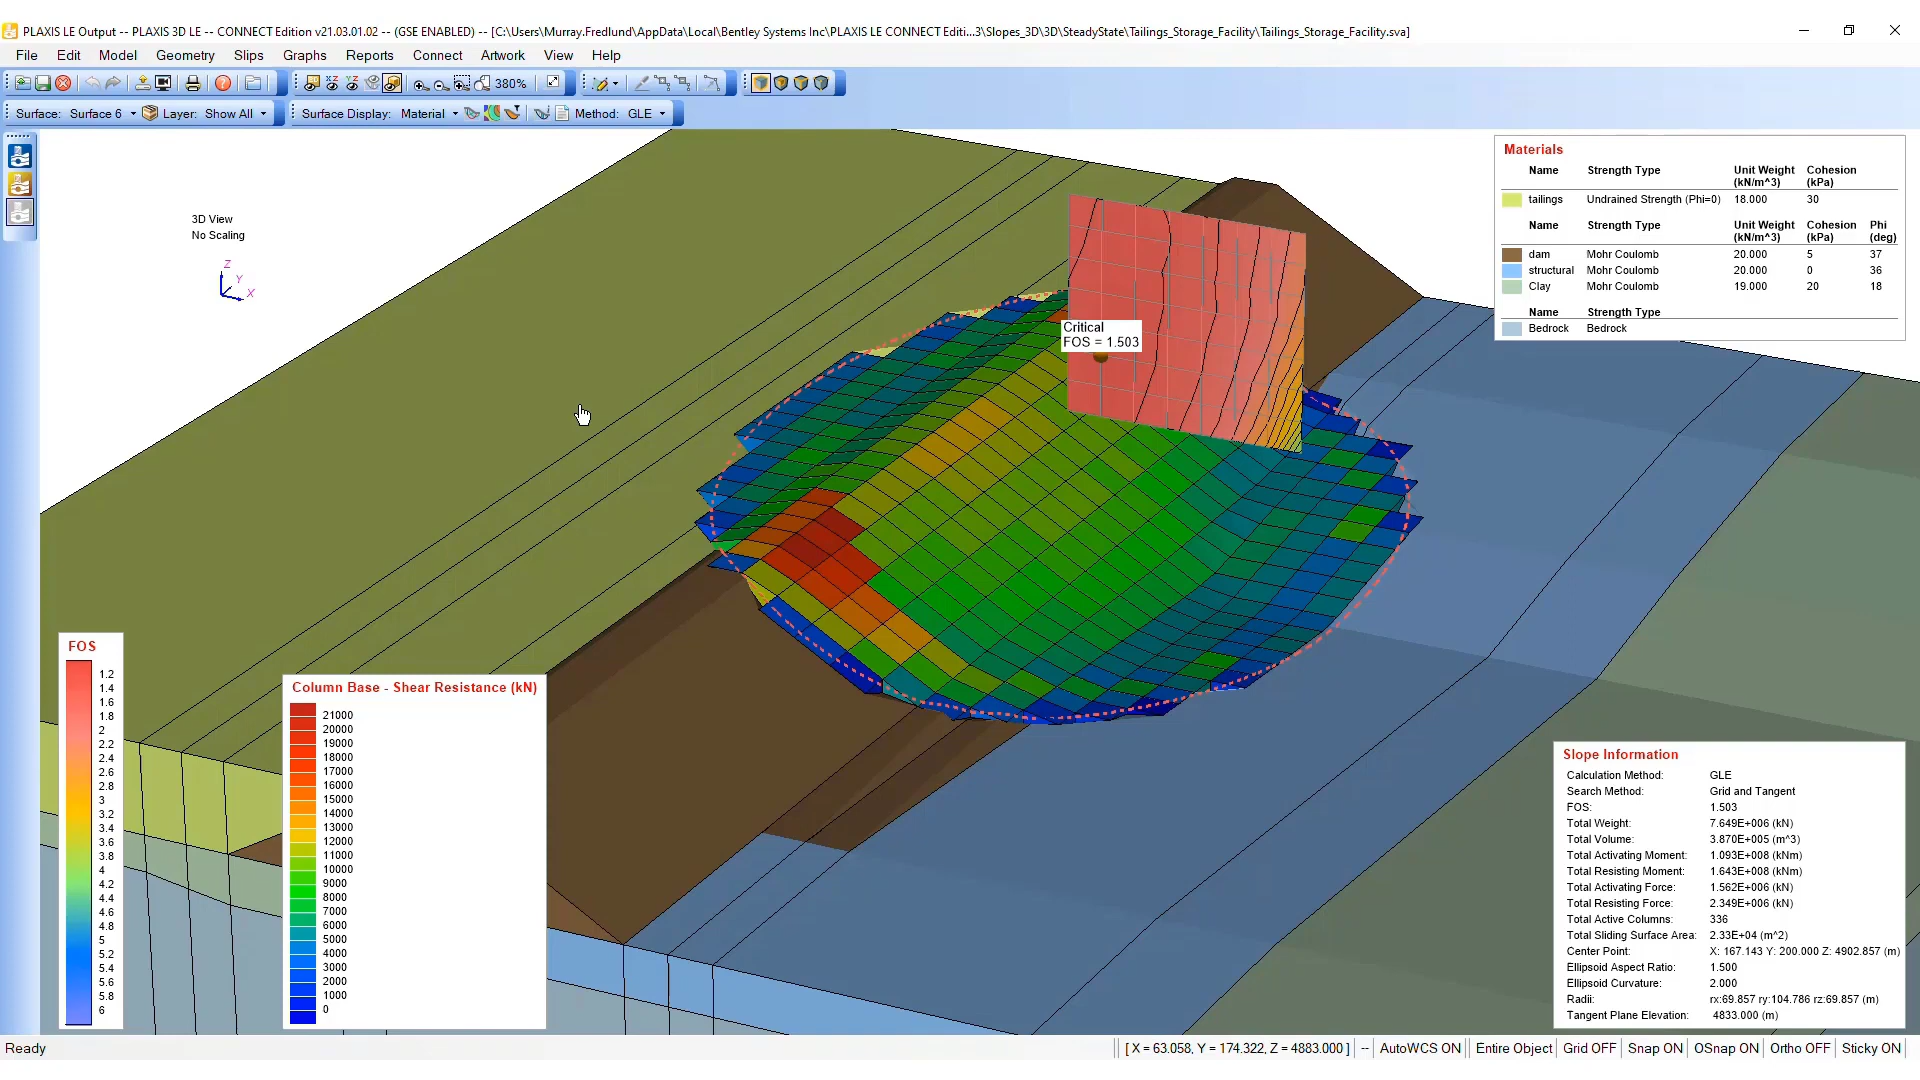 PLAXIS LE Output -- PLAXIS 3D LE -- CONNECT Edition v21.03.01.02 -- (GSE ENABLED) -- [C:\Users\Murray.Fredlund\AppData\Local\Bentley Systems Inc\PLAXIS LE CONNECT Editi...3\Slopes_3D\3D\SteadyState\Tailings_Storage_Facility\Tailings_Storage_Facility.sva]
File Edit Model Geometry Slips Graphs Reports Connect Artwork View Help
XZ YZ 380%
Surface: Surface 6 Layer: Show All Surface Display: Material Method: GLE
3D View
No Scaling
Z
Y
X
Critical
FOS = 1.503
Materials
Name Strength Type Unit Weight (kN/m^3) Cohesion (kPa)
tailings Undrained Strength (Phi=0) 18.000 30
Name Strength Type Unit Weight (kN/m^3) Cohesion (kPa) Phi (deg)
dam Mohr Coulomb 20.000 5 37
structural Mohr Coulomb 20.000 0 36
Clay Mohr Coulomb 19.000 20 18
Name Strength Type
Bedrock Bedrock
FOS
1.2
1.4
1.6
1.8
2
2.2
2.4
2.6
2.8
3
3.2
3.4
3.6
3.8
4
4.2
4.4
4.6
4.8
5
5.2
5.4
5.6
5.8
6
Column Base - Shear Resistance (kN)
21000
20000
19000
18000
17000
16000
15000
14000
13000
12000
11000
10000
9000
8000
7000
6000
5000
4000
3000
2000
1000
0
Slope Information
Calculation Method: GLE
Search Method: Grid and Tangent
FOS: 1.503
Total Weight: 7.649E+006 (kN)
Total Volume: 3.870E+005 (m^3)
Total Activating Moment: 1.093E+008 (kNm)
Total Resisting Moment: 1.643E+008 (kNm)
Total Activating Force: 1.562E+006 (kN)
Total Resisting Force: 2.349E+006 (kN)
Total Active Columns: 336
Total Sliding Surface Area: 2.33E+04 (m^2)
Center Point: X: 167.143 Y: 200.000 Z: 4902.857 (m)
Ellipsoid Aspect Ratio: 1.500
Ellipsoid Curvature: 2.000
Radii: rx:69.857 ry:104.786 rz:69.857 (m)
Tangent Plane Elevation: 4833.000 (m)
Ready [ X = 63.058, Y = 174.322, Z = 4883.000 ] -- AutoWCS ON Entire Object Grid OFF Snap ON OSnap ON Ortho OFF Sticky ON